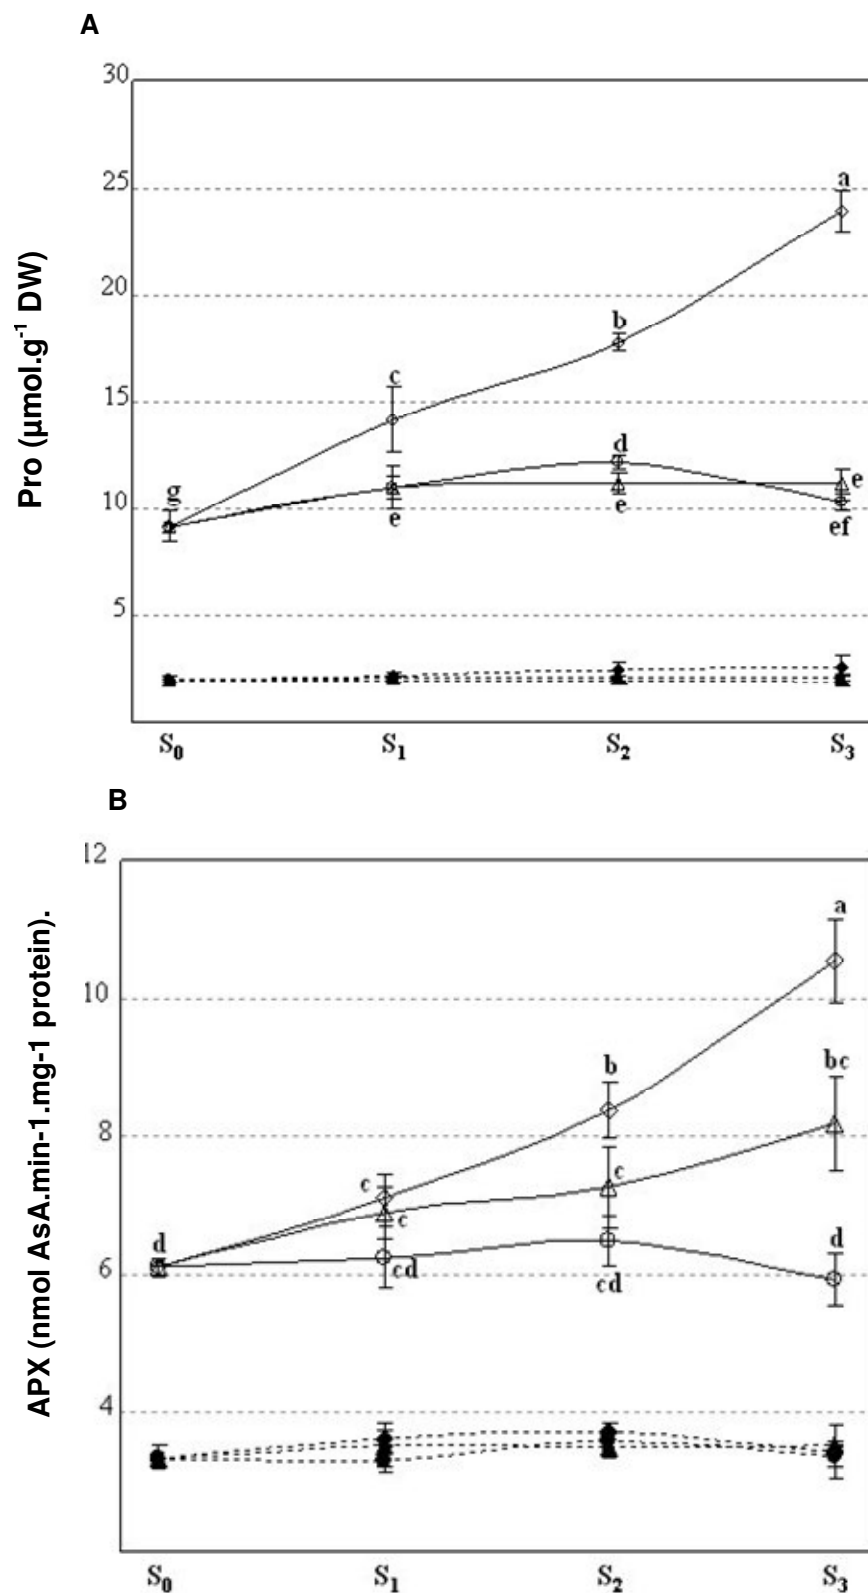 A
Pro (µmol.g-1 DW)
30
25
20
15
10
5
a
b
c
d
g
e
e
e
ef
S0 S1 S2 S3
B
APX (nmol AsA.min-1.mg-1 protein).
12
10
8
6
4
a
bc
b
c
c
c
d
cd
cd
d
S0 S1 S2 S3